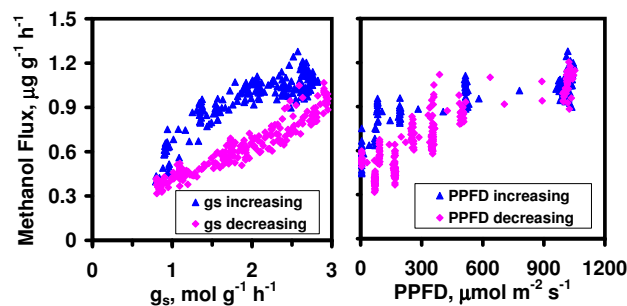 Methanol Flux, µg g⁻¹ h⁻¹
1.5
1.2
0.9
0.6
0.3
0
gs increasing
gs decreasing
0 1 2 3
gₛ, mol g⁻¹ h⁻¹
PPFD increasing
PPFD decreasing
0 300 600 900 1200
PPFD, µmol m⁻² s⁻¹